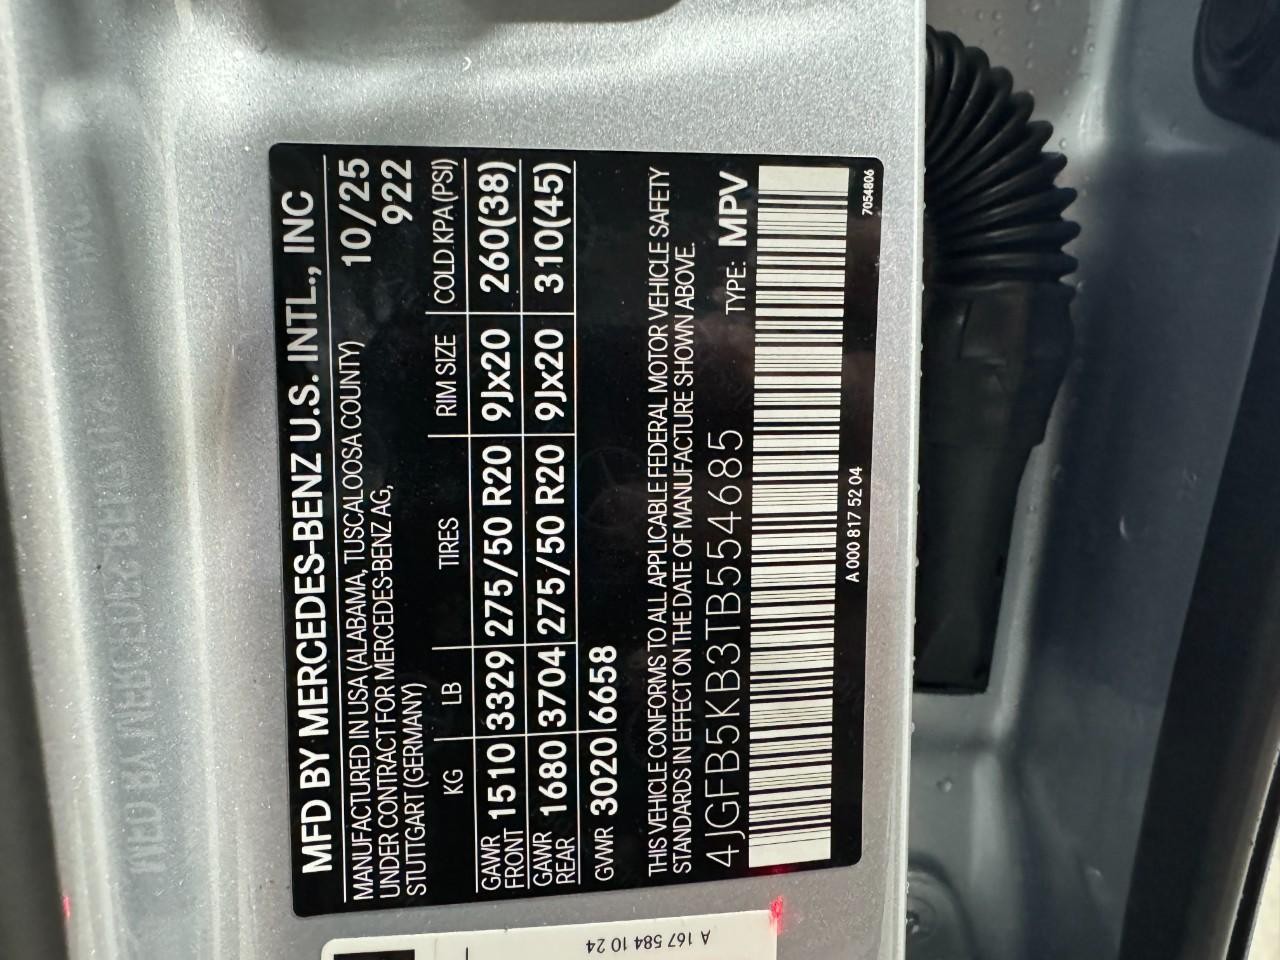 MFD BY MERCEDES-BENZ U.S. INTL., INC
MANUFACTURED IN USA (ALABAMA, TUSCALOOSA COUNTY) 10/25
UNDER CONTRACT FOR MERCEDES-BENZ AG, 922
STUTTGART (GERMANY)
KG LB TIRES RIM SIZE COLD KPA (PSI)
GAWR FRONT 1510 3329 275/50 R20 9Jx20 260(38)
GAWR REAR 1680 3704 275/50 R20 9Jx20 310(45)
GVWR 3020 6658
THIS VEHICLE CONFORMS TO ALL APPLICABLE FEDERAL MOTOR VEHICLE SAFETY
STANDARDS IN EFFECT ON THE DATE OF MANUFACTURE SHOWN ABOVE.
4JGFB5KB3TB554685 TYPE: MPV
A 000 817 52 04 7054806
A 167 584 10 24